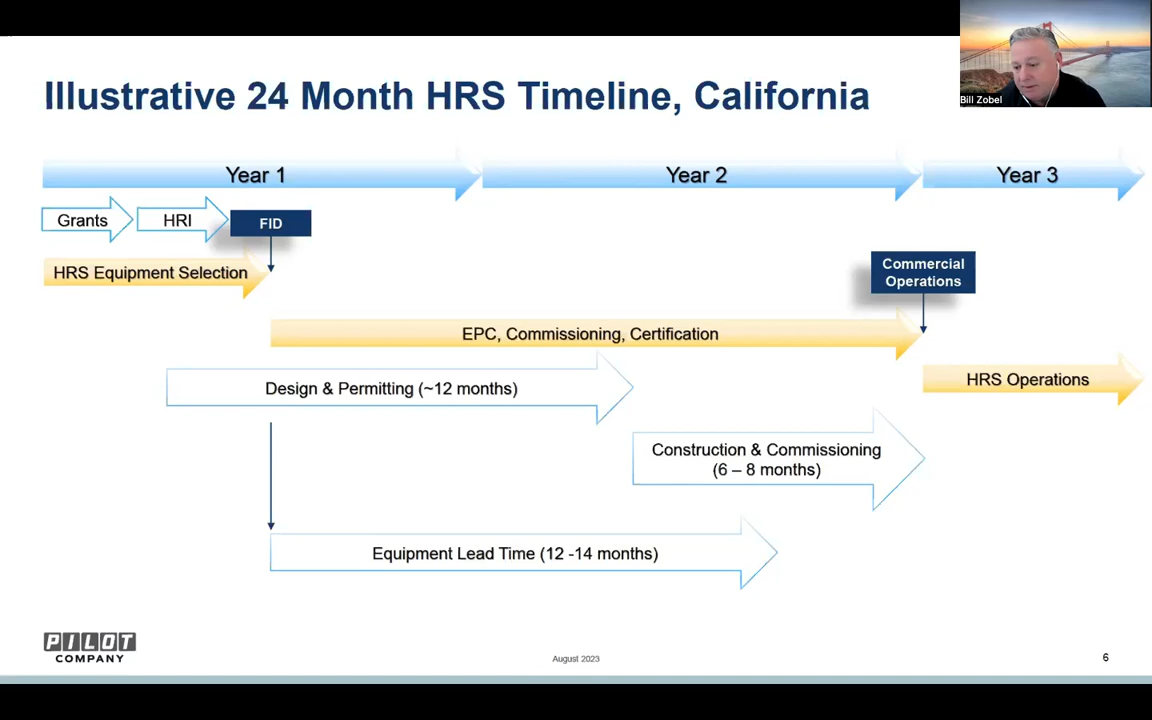 Bill Zobel
Illustrative 24 Month HRS Timeline, California
Year 1
Year 2
Year 3
Grants
HRI
FID
HRS Equipment Selection
Commercial
Operations
EPC, Commissioning, Certification
HRS Operations
Design & Permitting (~12 months)
Construction & Commissioning
(6 – 8 months)
Equipment Lead Time (12 -14 months)
PILOT
COMPANY
August 2023
6